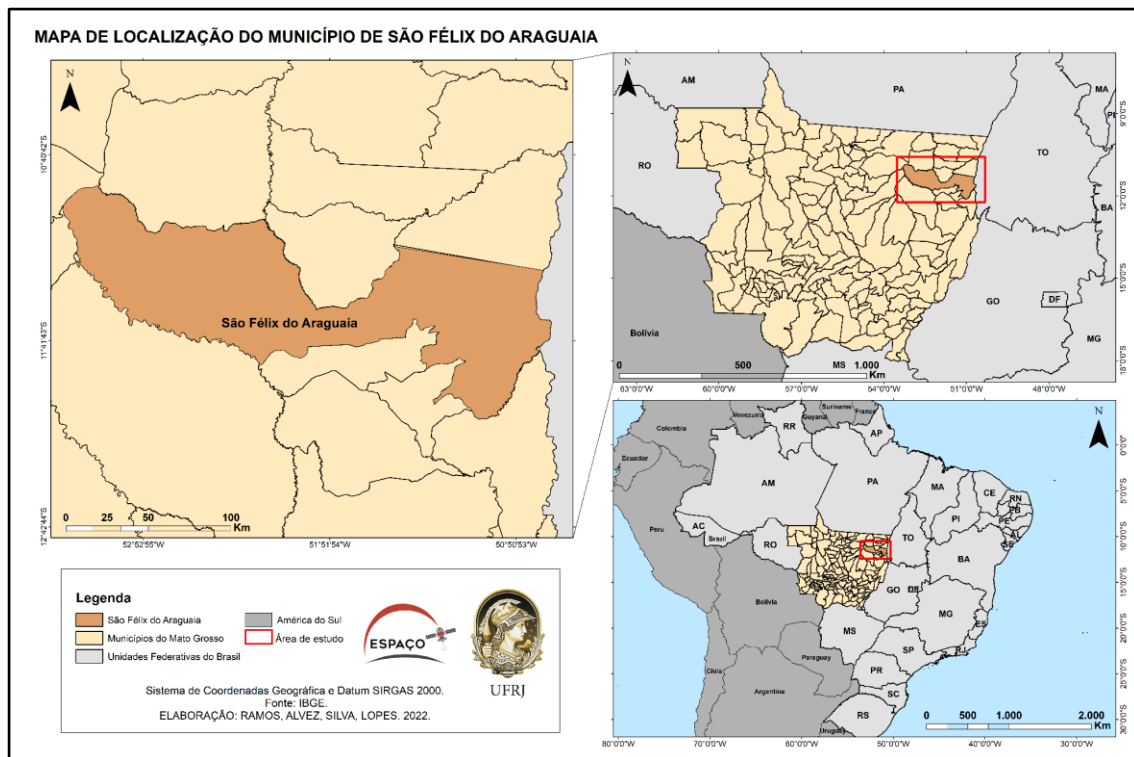 MAPA DE LOCALIZAÇÃO DO MUNICÍPIO DE SÃO FÉLIX DO ARAGUAIA
N
10°40'42"S
11°41'43"S
12°42'44"S
São Félix do Araguaia
0 25 50 100
Km
52°52'55"W 51°51'54"W 50°50'53"W
N
AM
PA
MA
PI
RO
TO
BA
GO
DF
MG
Bolívia
MS
0 500 1.000
Km
9°0'0"S
12°0'0"S
15°0'0"S
18°0'0"S
63°0'0"W 60°0'0"W 57°0'0"W 54°0'0"W 51°0'0"W 48°0'0"W
N
Venezuela
Guyana
Suriname
France
Colombia
Ecuador
RR
AP
AM
PA
MA
CE
RN
PB
PE
AL
SE
PI
AC
Brazil
RO
TO
BA
Peru
Bolivia
GO
DF
MG
ES
MS
SP
RJ
Paraguay
Chile
PR
SC
Argentina
RS
Uruguay
0 500 1.000 2.000
Km
0°0'0"
5°0'0"S
10°0'0"S
15°0'0"S
20°0'0"S
25°0'0"S
30°0'0"S
80°0'0"W 70°0'0"W 60°0'0"W 50°0'0"W 40°0'0"W 30°0'0"W
Legenda
São Félix do Araguaia
Municípios do Mato Grosso
Unidades Federativas do Brasil
América do Sul
Área de estudo
ESPAÇO
UFRJ
Sistema de Coordenadas Geográfica e Datum SIRGAS 2000.
Fonte: IBGE.
ELABORAÇÃO: RAMOS, ALVEZ, SILVA, LOPES. 2022.